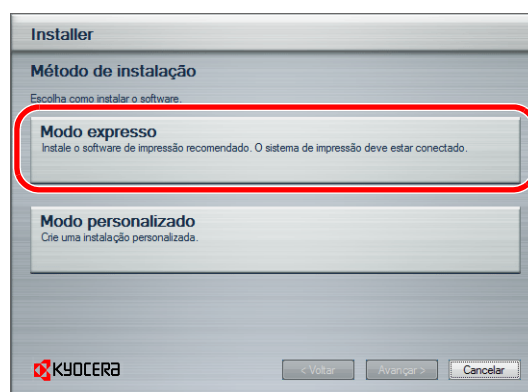 Installer
Método de instalação
Escolha como instalar o software.
Modo expresso
Instale o software de impressão recomendado. O sistema de impressão deve estar conectado.
Modo personalizado
Crie uma instalação personalizada.
KYOCERA
< Voltar
Avançar >
Cancelar